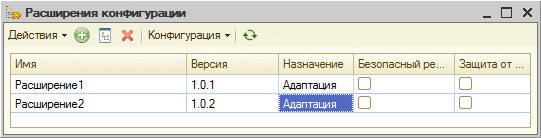 Расширения конфигурации
Действия Конфигурация
Имя Версия Назначение Безопасный ре... Защита от ...
Расширение1 1.0.1 Адаптация
Расширение2 1.0.2 Адаптация